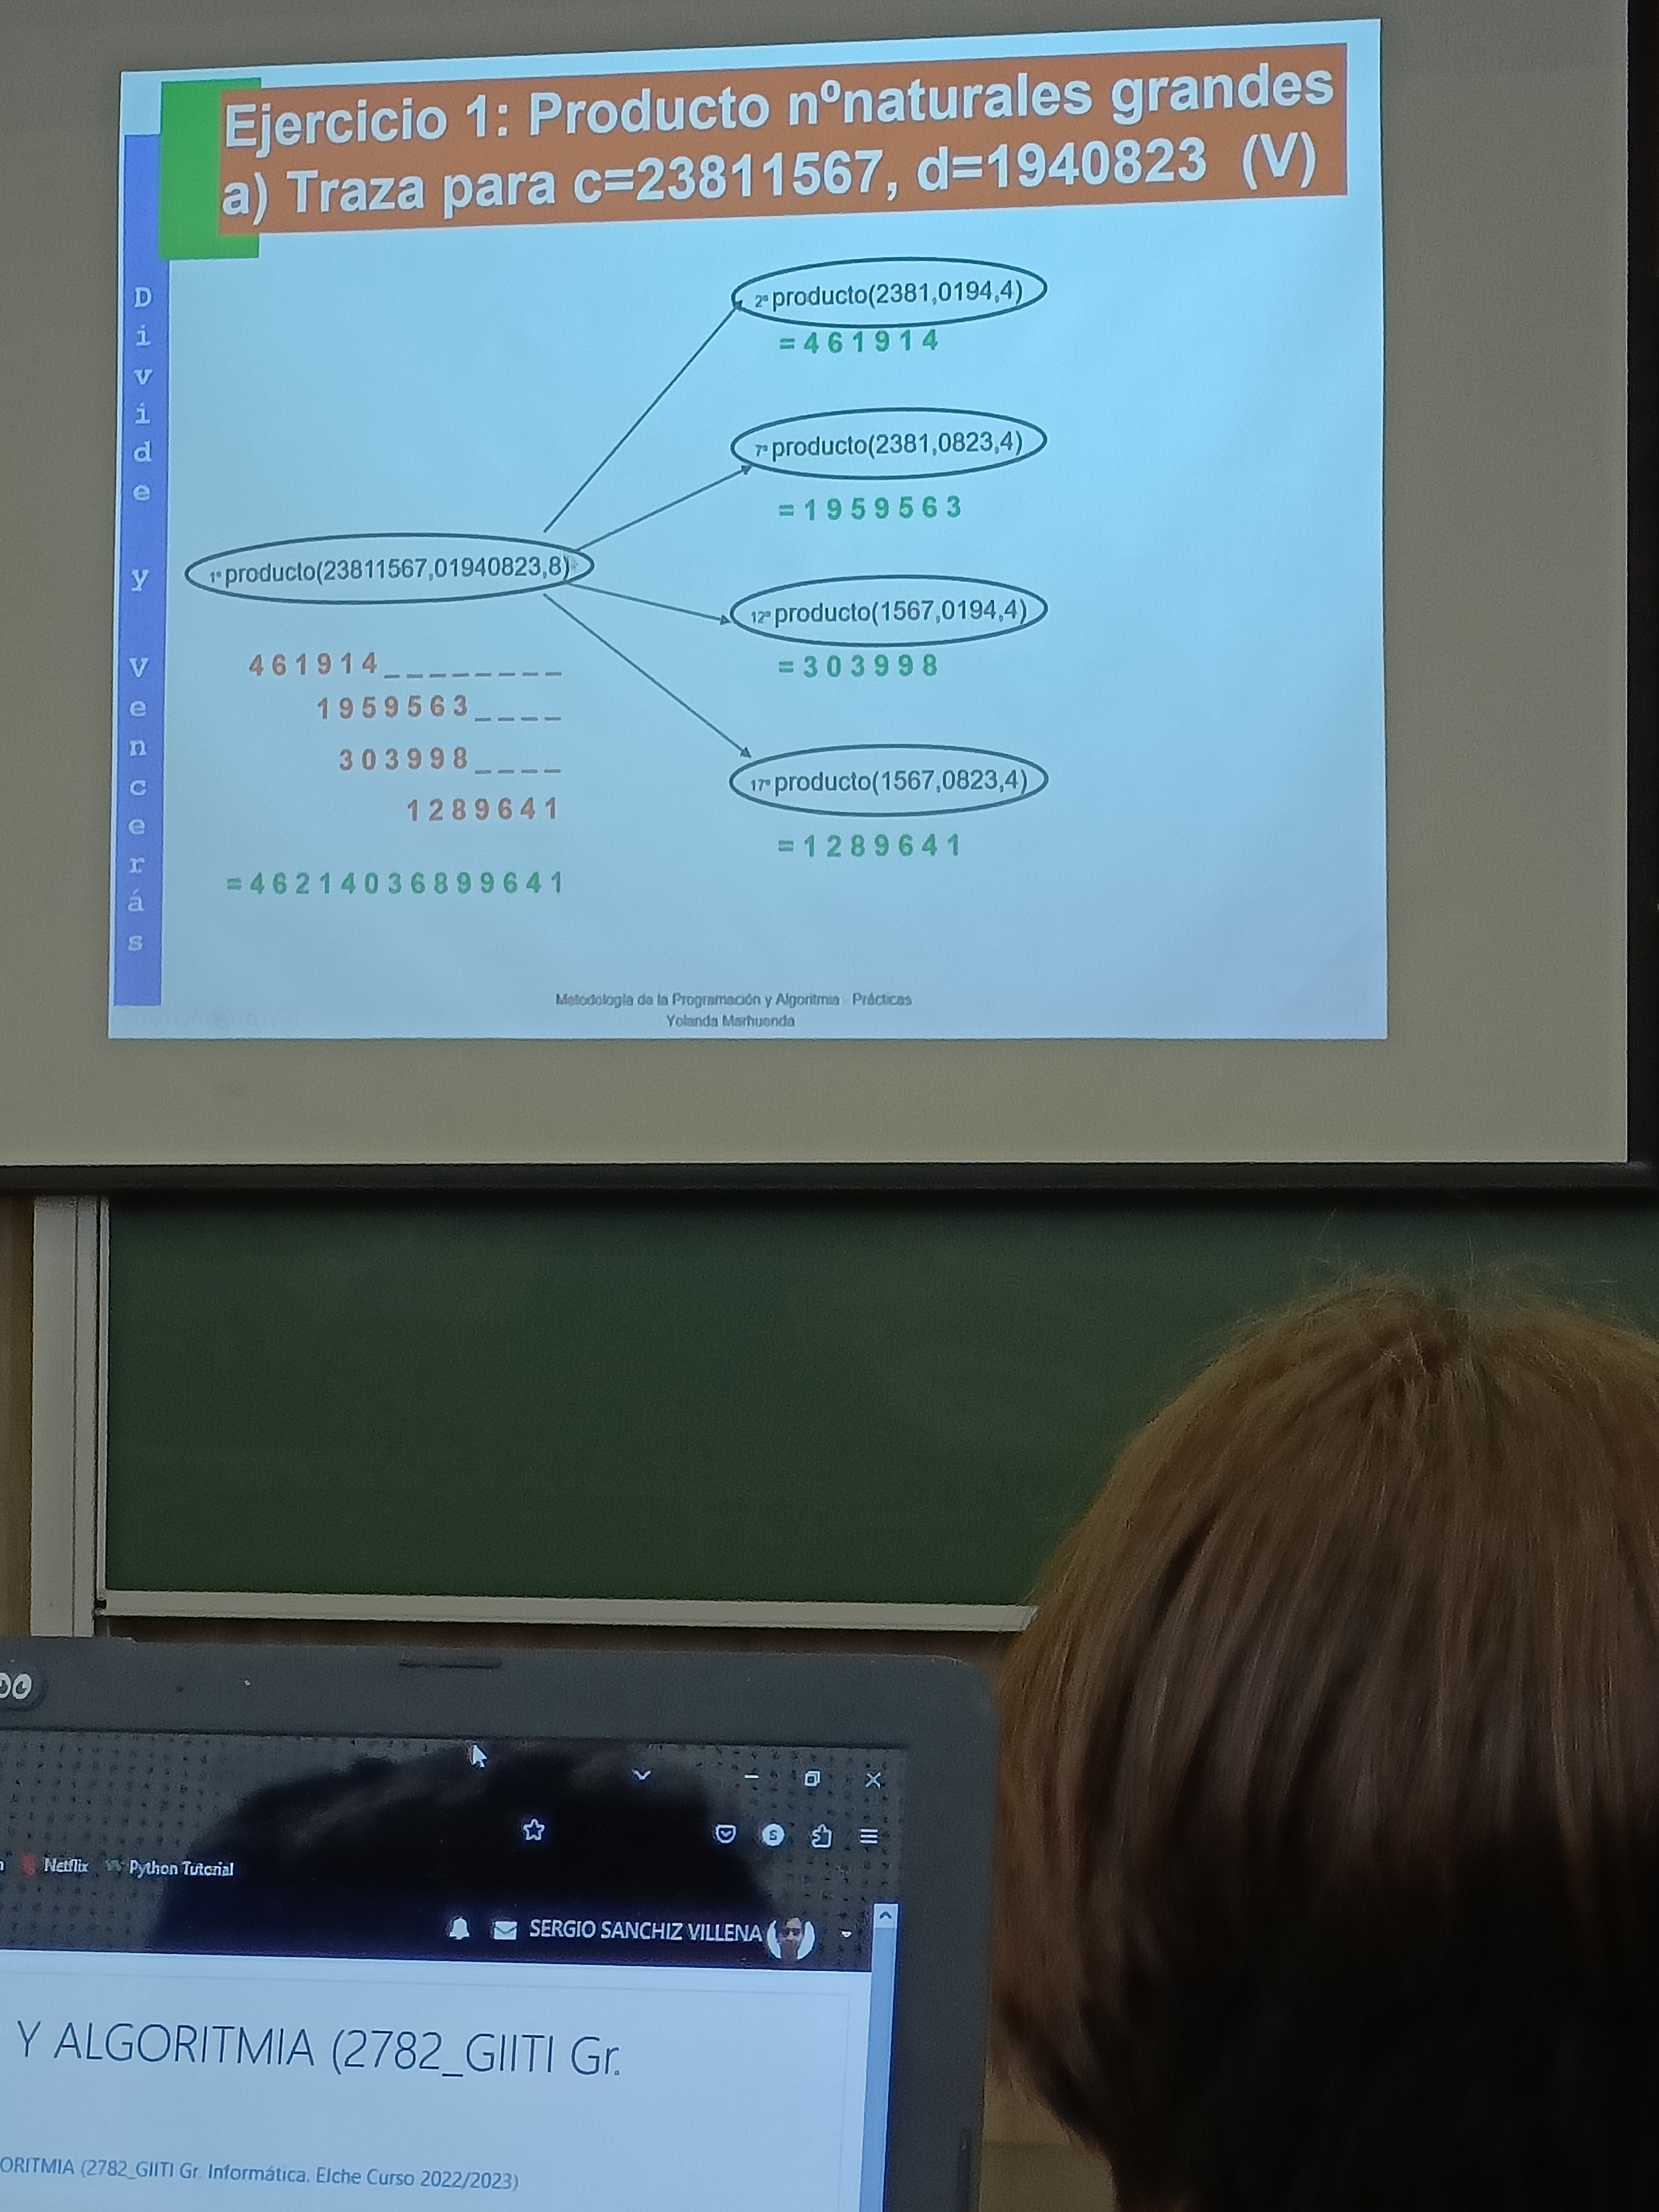 Ejercicio 1: Producto nºnaturales grandes
a) Traza para c=23811567, d=1940823 (V)
Divide y Vencerás
2º producto(2381,0194,4)
= 4 6 1 9 1 4
7º producto(2381,0823,4)
= 1 9 5 9 5 6 3
1º producto(23811567,01940823,8)
12º producto(1567,0194,4)
= 3 0 3 9 9 8
4 6 1 9 1 4 _ _ _ _ _ _ _ _
1 9 5 9 5 6 3 _ _ _ _
3 0 3 9 9 8 _ _ _ _
1 2 8 9 6 4 1
17º producto(1567,0823,4)
= 1 2 8 9 6 4 1
= 4 6 2 1 4 0 3 6 8 9 9 6 4 1
Metodología de la Programación y Algoritmia - Prácticas
Yolanda Marhuenda
S
Netflix Python Tutorial
SERGIO SANCHIZ VILLENA
Y ALGORITMIA (2782_GIITI Gr.
ORITMIA (2782_GIITI Gr. Informática. Elche Curso 2022/2023)